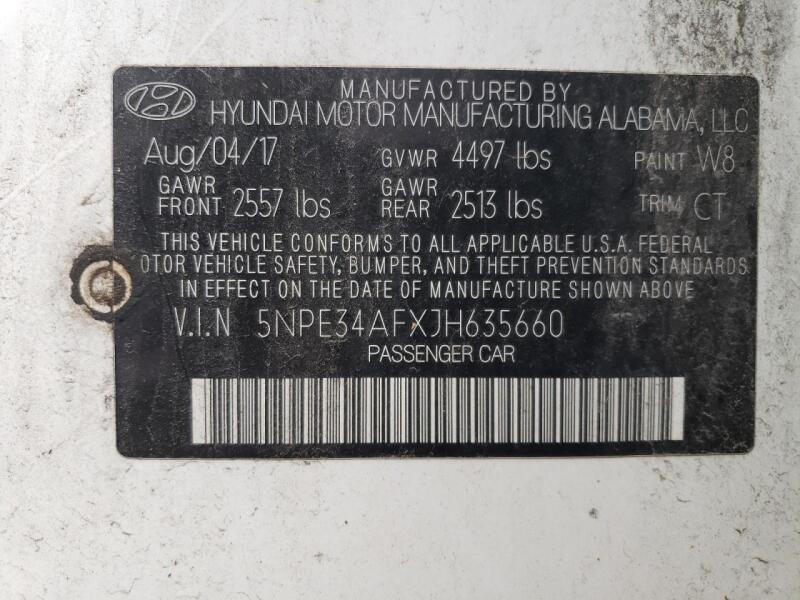 MANUFACTURED BY
HYUNDAI MOTOR MANUFACTURING ALABAMA, LLC
Aug/04/17 GVWR 4497 lbs PAINT W8
GAWR FRONT 2557 lbs GAWR REAR 2513 lbs TRIM CT
THIS VEHICLE CONFORMS TO ALL APPLICABLE U.S.A. FEDERAL
OTOR VEHICLE SAFETY, BUMPER, AND THEFT PREVENTION STANDARDS
IN EFFECT ON THE DATE OF MANUFACTURE SHOWN ABOVE
V.I.N 5NPE34AFXJH635660
PASSENGER CAR